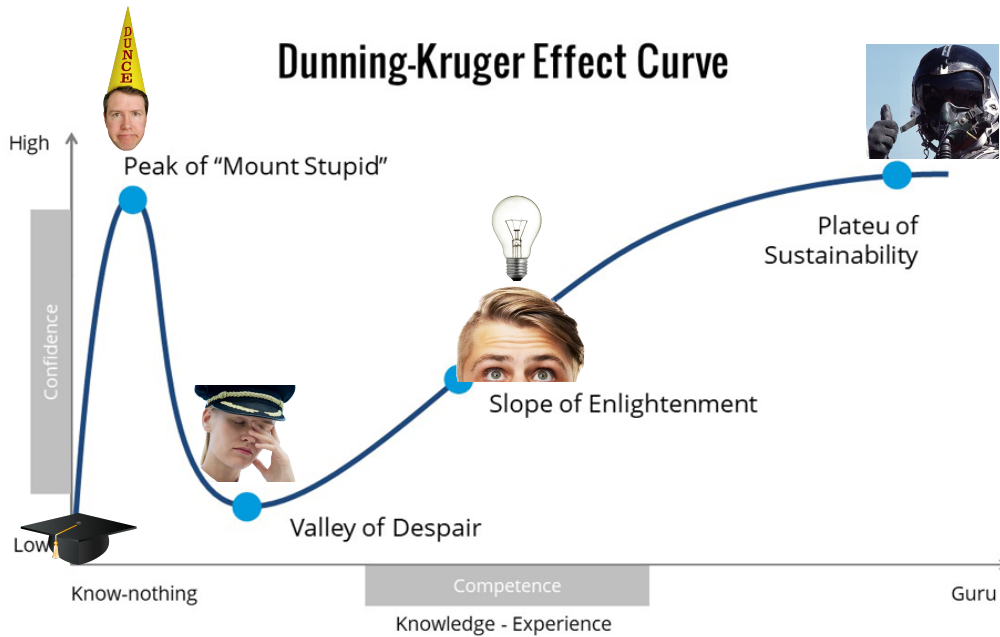 DUNCE
Dunning-Kruger Effect Curve
High
Peak of “Mount Stupid”
Plateu of
Sustainability
Confidence
Slope of Enlightenment
Valley of Despair
Low
Know-nothing
Competence
Guru
Knowledge - Experience